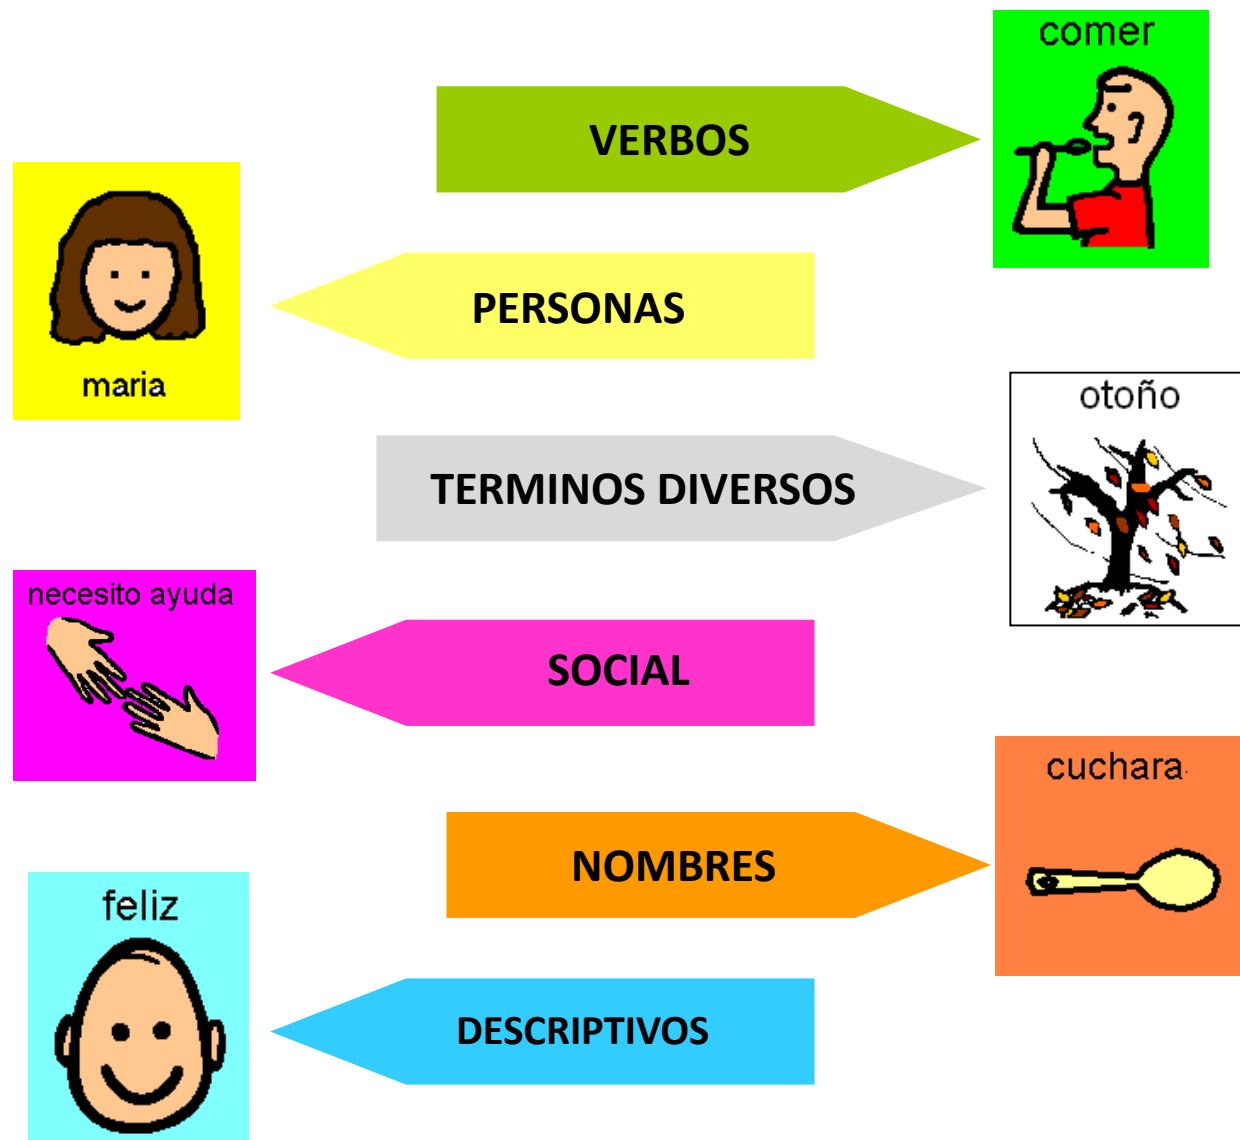 comer
VERBOS
PERSONAS
maria
otoño
TERMINOS DIVERSOS
necesito ayuda
SOCIAL
cuchara
NOMBRES
feliz
DESCRIPTIVOS